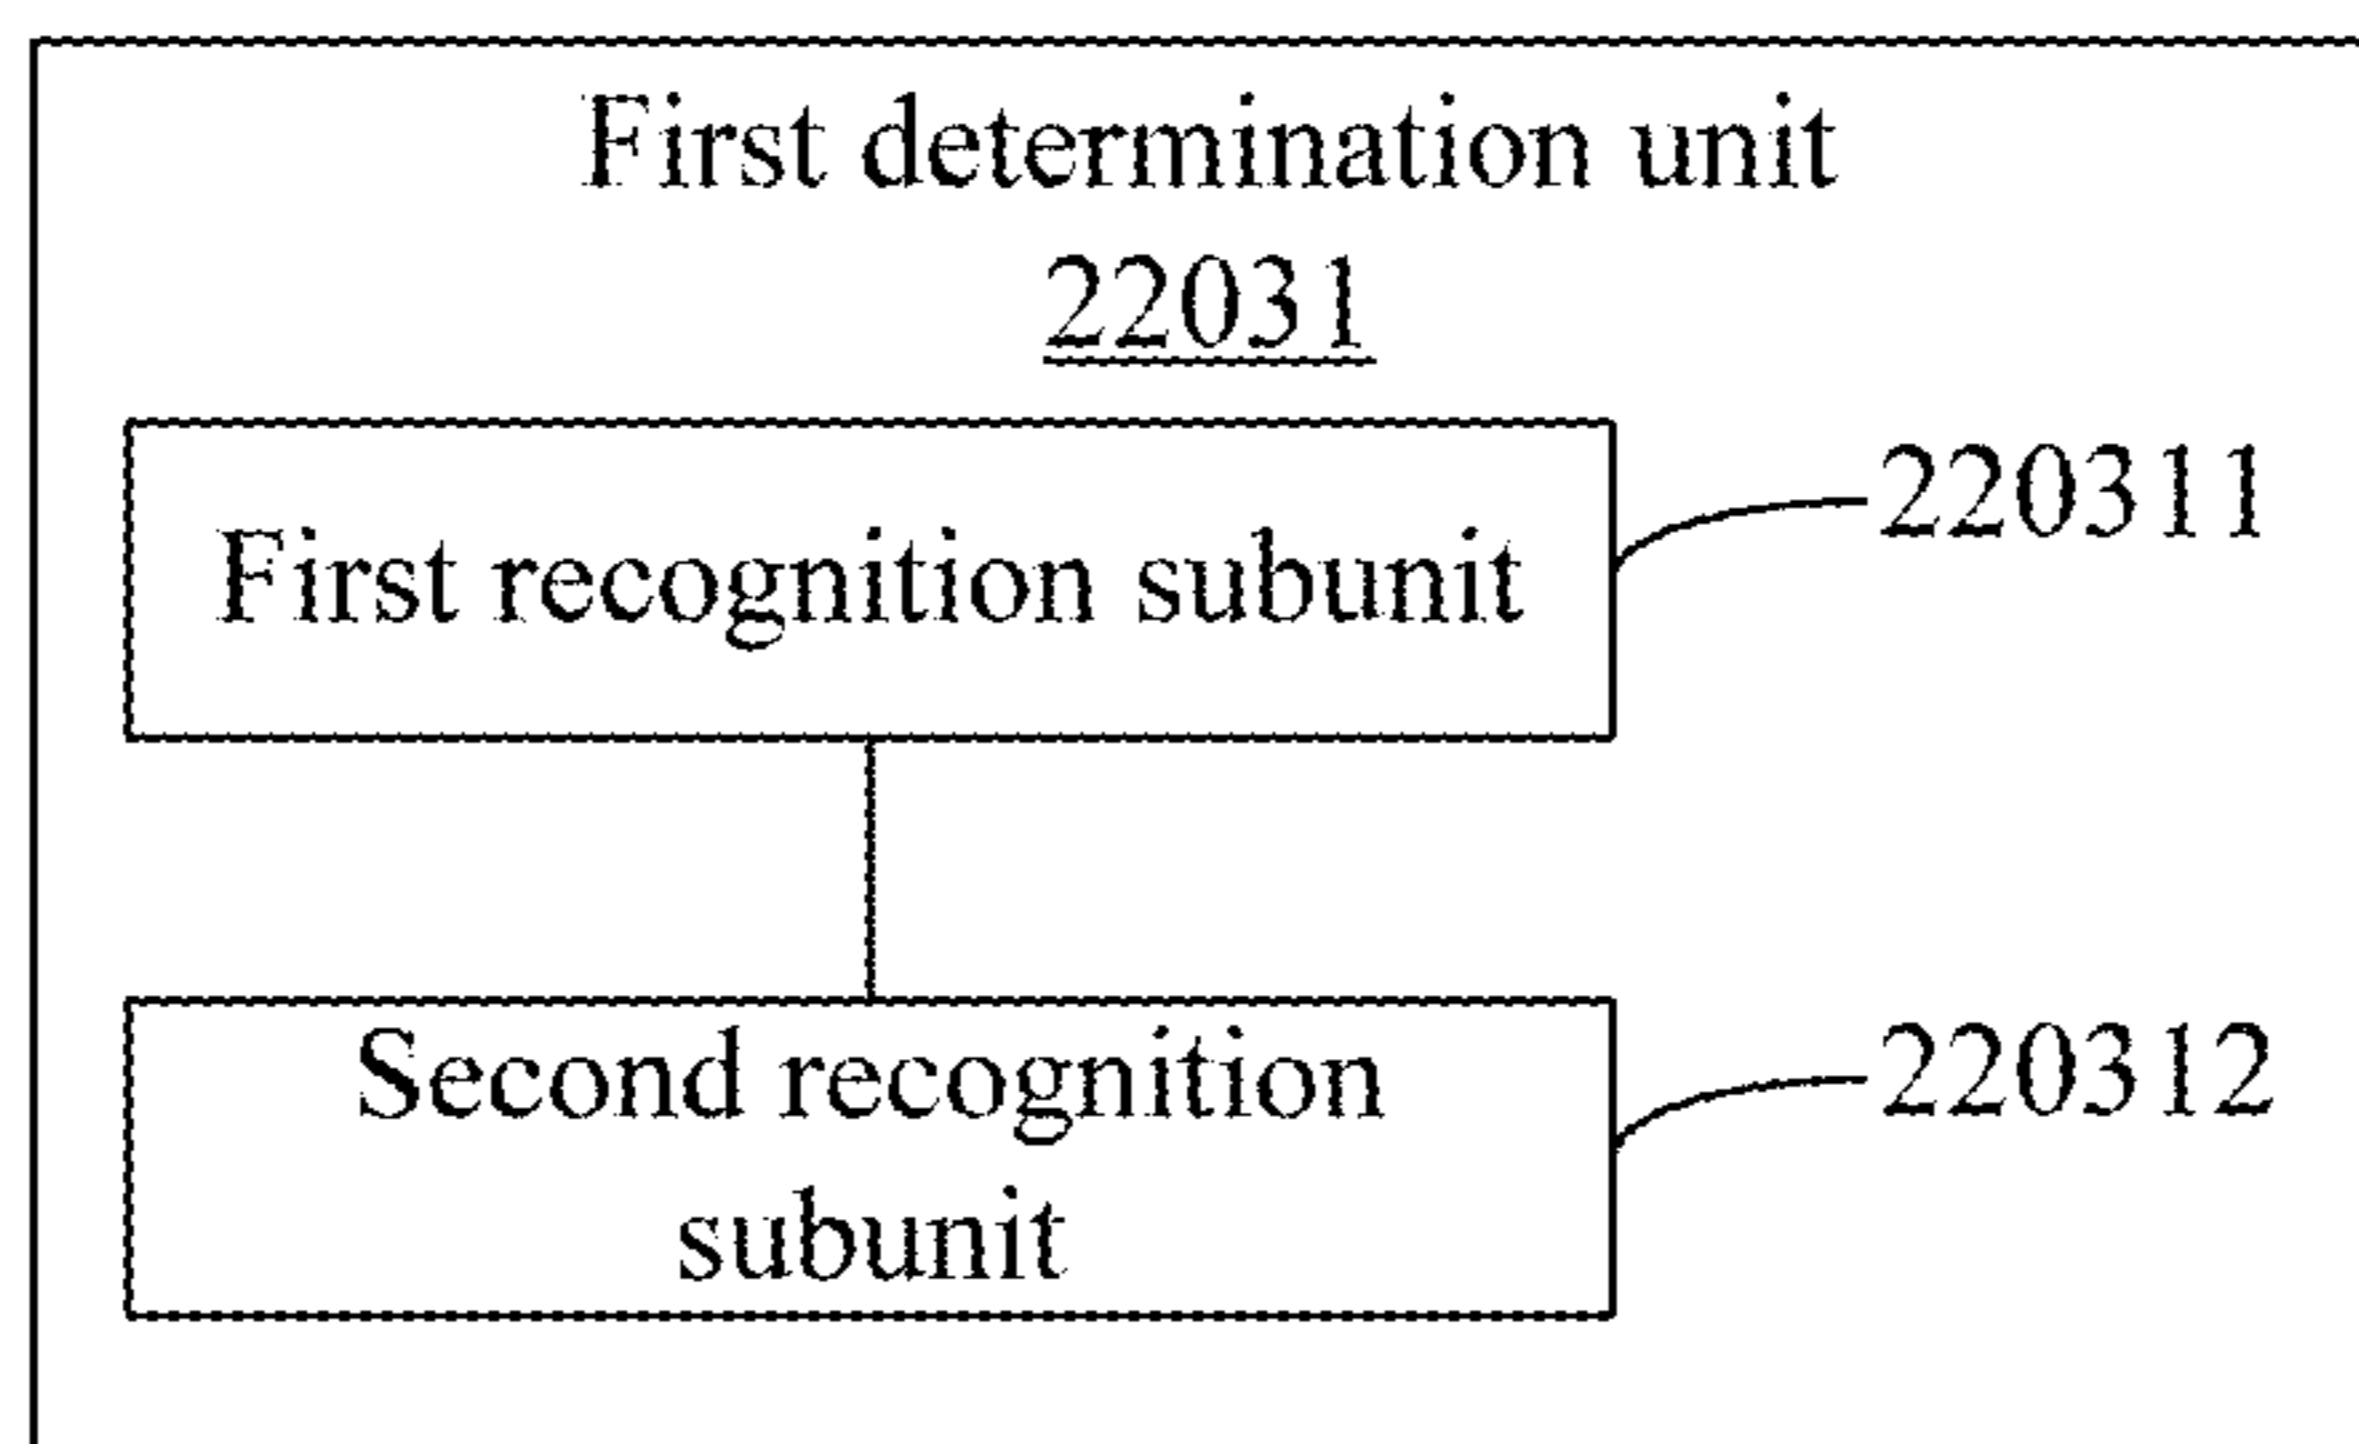 First determination unit
22031
First recognition subunit
220311
Second recognition
subunit
220312